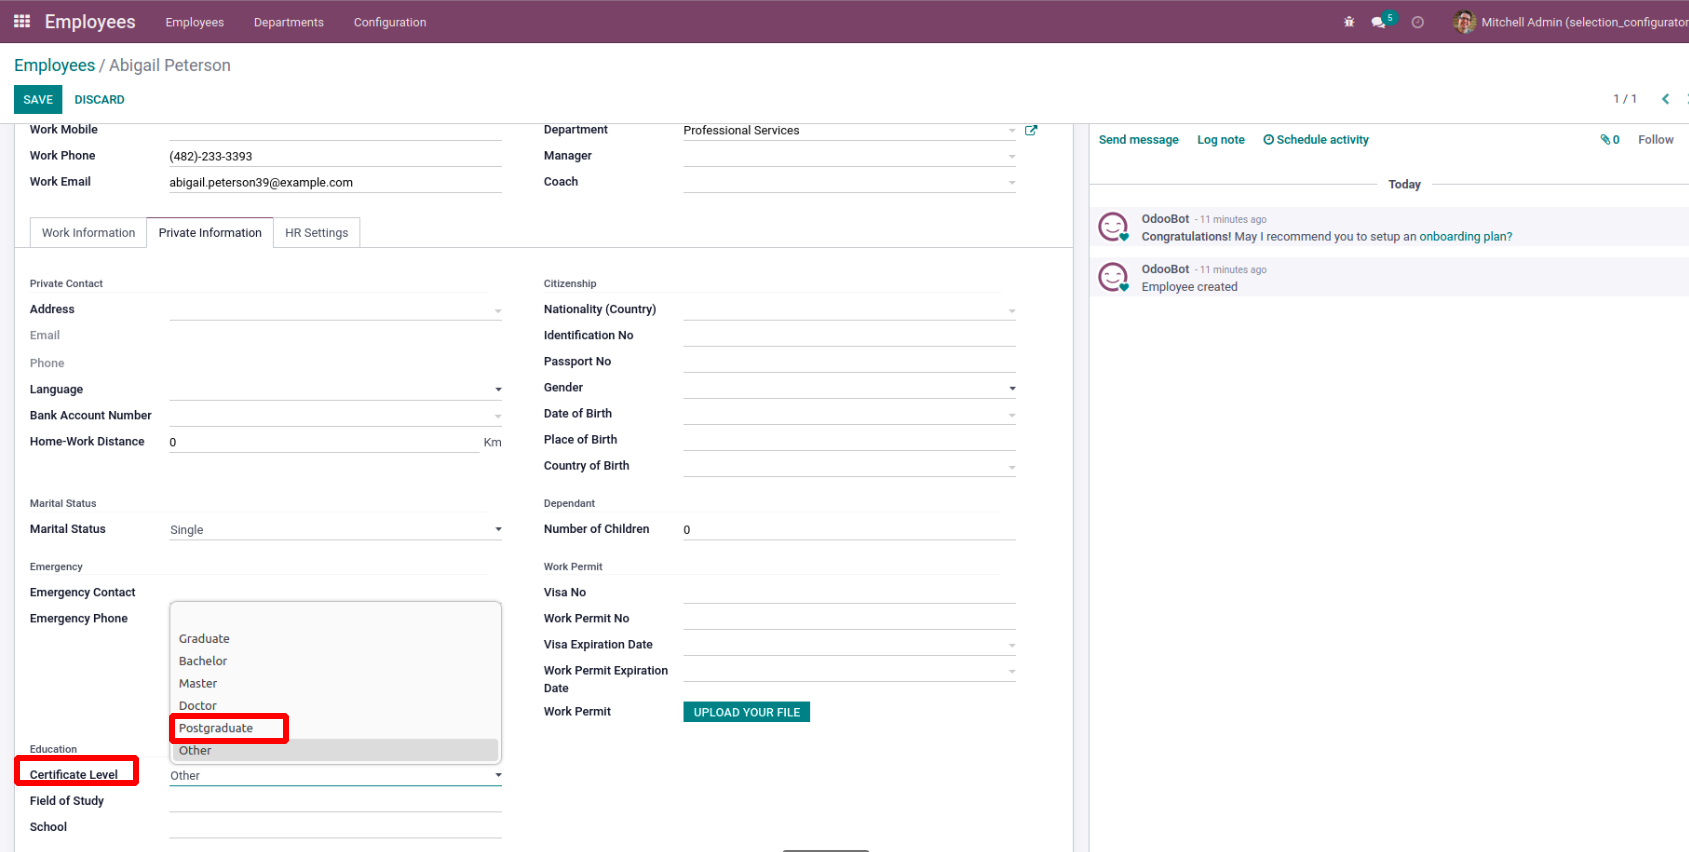 Employees Employees Departments Configuration 5 Mitchell Admin (selection_configurator
Employees / Abigail Peterson
SAVE DISCARD 1 / 1
Work Mobile
Work Phone (482)-233-3393
Work Email abigail.peterson39@example.com
Department Professional Services
Manager
Coach
Work Information Private Information HR Settings
Private Contact
Address
Email
Phone
Language
Bank Account Number
Home-Work Distance 0 Km
Citizenship
Nationality (Country)
Identification No
Passport No
Gender
Date of Birth
Place of Birth
Country of Birth
Marital Status
Marital Status Single
Dependant
Number of Children 0
Emergency
Emergency Contact
Emergency Phone
Work Permit
Visa No
Work Permit No
Visa Expiration Date
Work Permit Expiration
Date
Work Permit UPLOAD YOUR FILE
Graduate
Bachelor
Master
Doctor
Postgraduate
Other
Education
Certificate Level Other
Field of Study
School
Send message Log note Schedule activity 0 Follow
Today
OdooBot - 11 minutes ago
Congratulations! May I recommend you to setup an onboarding plan?
OdooBot - 11 minutes ago
Employee created